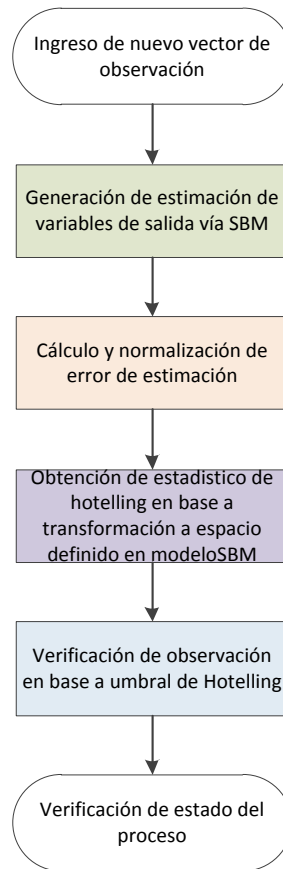 Ingreso de nuevo vector de
observación
Generación de estimación de
variables de salida vía SBM
Cálculo y normalización de
error de estimación
Obtención de estadistico de
hotelling en base a
transformación a espacio
definido en modeloSBM
Verificación de observación
en base a umbral de Hotelling
Verificación de estado del
proceso